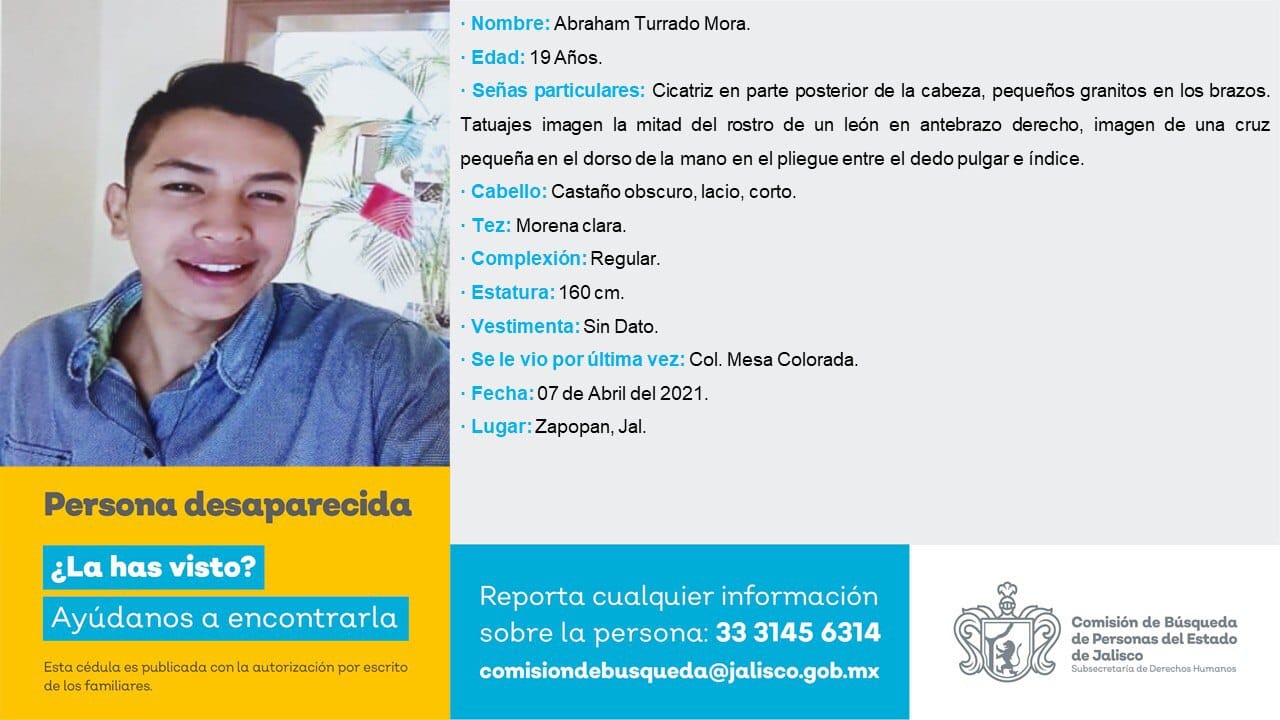 · Nombre: Abraham Turrado Mora.
· Edad: 19 Años.
· Señas particulares: Cicatriz en parte posterior de la cabeza, pequeños granitos en los brazos.
Tatuajes imagen la mitad del rostro de un león en antebrazo derecho, imagen de una cruz
pequeña en el dorso de la mano en el pliegue entre el dedo pulgar e índice.
· Cabello: Castaño obscuro, lacio, corto.
· Tez: Morena clara.
· Complexión: Regular.
· Estatura: 160 cm.
· Vestimenta: Sin Dato.
· Se le vio por última vez: Col. Mesa Colorada.
· Fecha: 07 de Abril del 2021.
· Lugar: Zapopan, Jal.
Persona desaparecida
¿La has visto?
Ayúdanos a encontrarla
Esta cédula es publicada con la autorización por escrito
de los familiares.
Reporta cualquier información
sobre la persona: 33 3145 6314
comisiondebusqueda@jalisco.gob.mx
Comisión de Búsqueda
de Personas del Estado
de Jalisco
Subsecretaría de Derechos Humanos